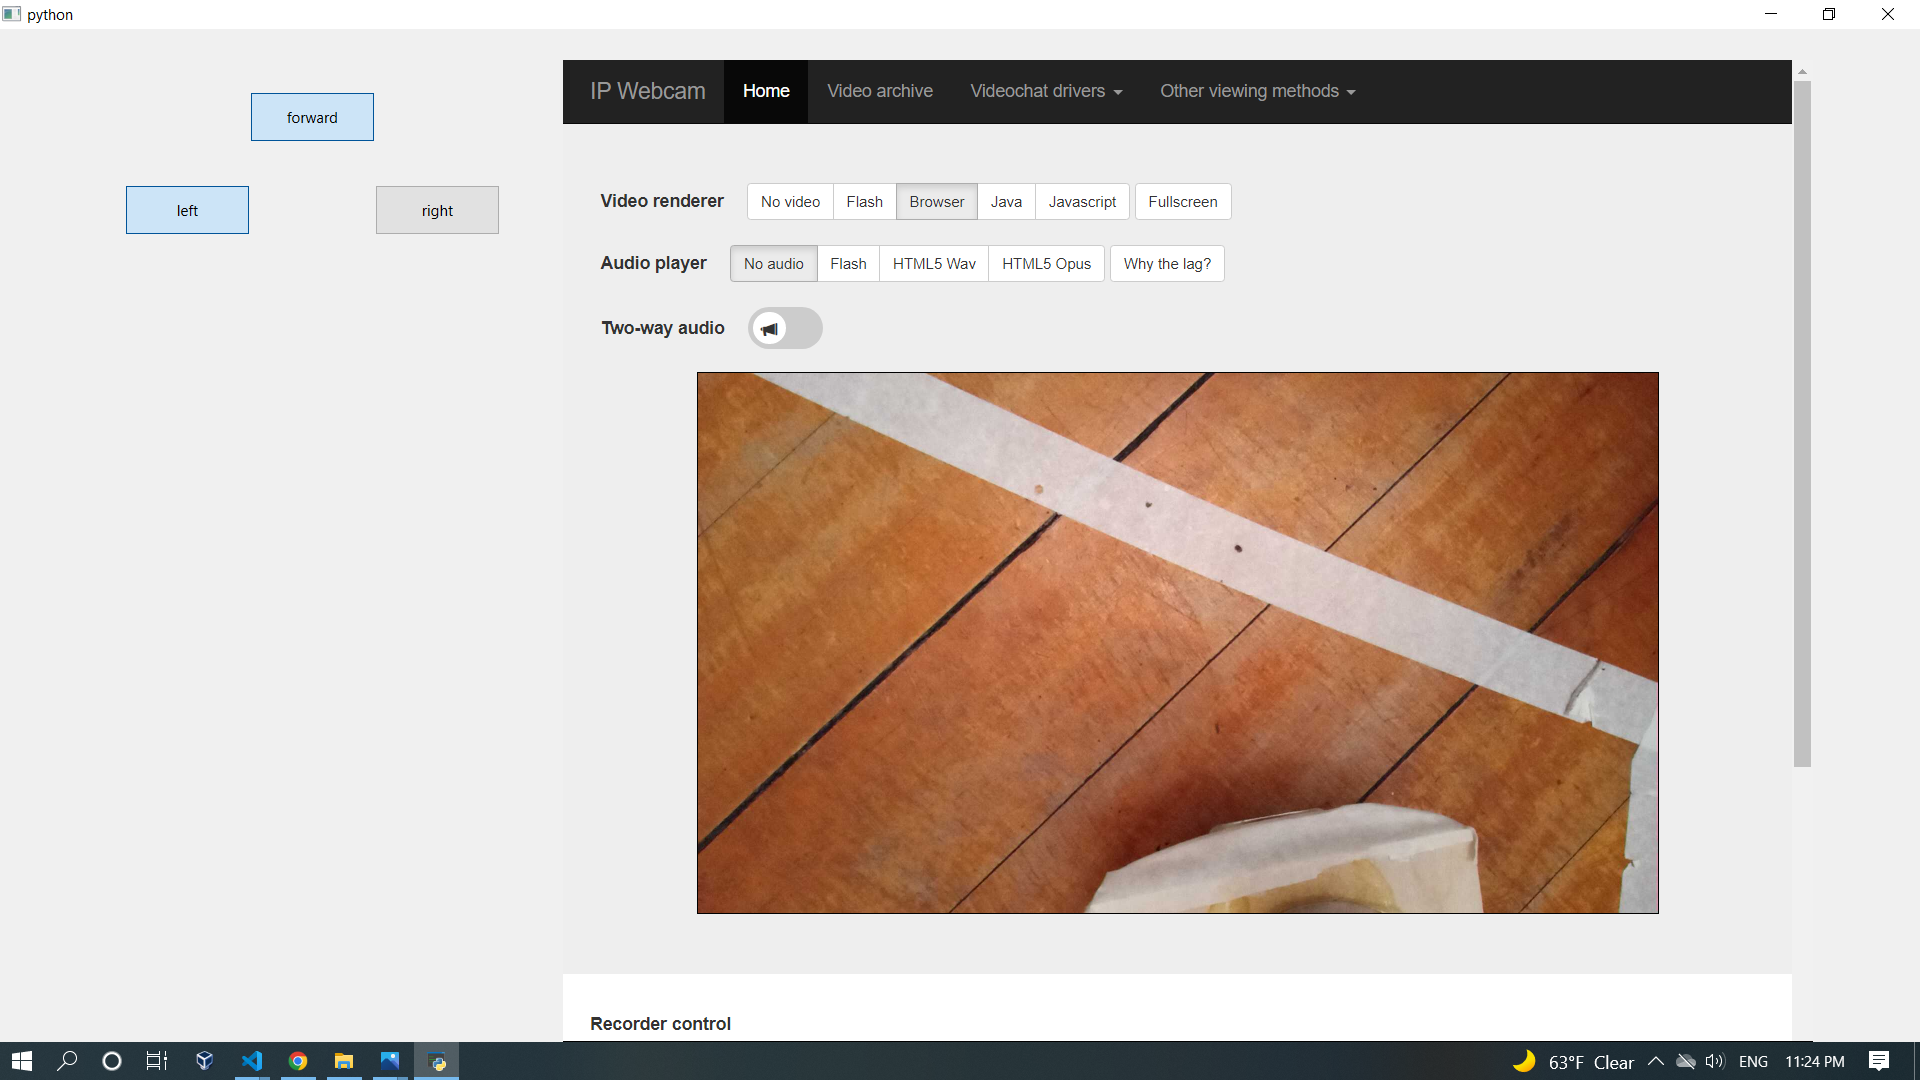 python
forward
left right
IP Webcam Home Video archive Videochat drivers Other viewing methods
Video renderer No video Flash Browser Java Javascript Fullscreen
Audio player No audio Flash HTML5 Wav HTML5 Opus Why the lag?
Two-way audio
Recorder control
63°F Clear ENG 11:24 PM